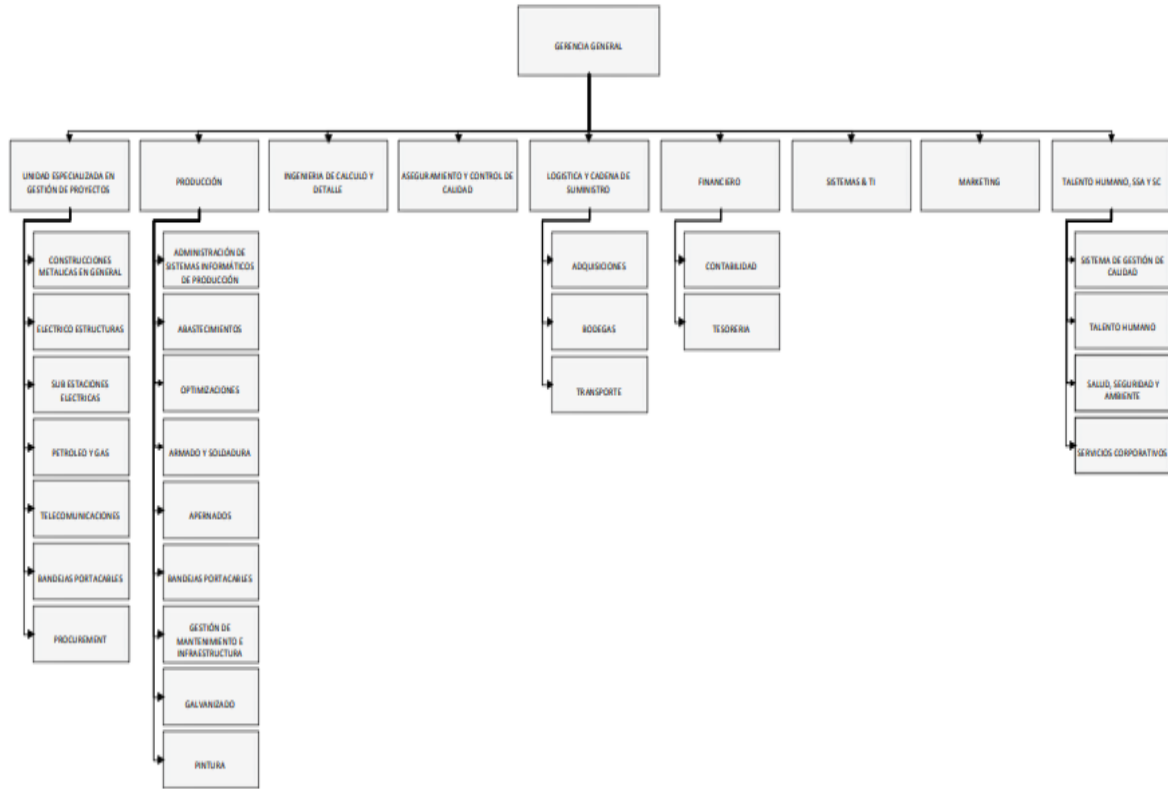 GERENCIA GENERAL
UNIDAD ESPECIALIZADA EN
GESTIÓN DE PROYECTOS
PRODUCCIÓN
INGENIERIA DE CALCULO Y
DETALLE
ASEGURAMIENTO Y CONTROL DE
CALIDAD
LOGISTICA Y CADENA DE
SUMINISTRO
FINANCIERO
SISTEMAS & TI
MARKETING
TALENTO HUMANO, SSA Y SC
CONSTRUCCIONES
METALICAS EN GENERAL
ELECTRICO ESTRUCTURAS
SUB ESTACIONES
ELECTRICAS
PETROLEO Y GAS
TELECOMUNICACIONES
BANDEJAS PORTACABLES
PROCUREMENT
ADMINISTRACIÓN DE
SISTEMAS INFORMÁTICOS
DE PRODUCCIÓN
ABASTECIMIENTOS
OPTIMIZACIONES
ARMADO Y SOLDADURA
APERNADOS
BANDEJAS PORTACABLES
GESTIÓN DE
MANTENIMIENTO E
INFRAESTRUCTURA
GALVANIZADO
PINTURA
ADQUISICIONES
BODEGAS
TRANSPORTE
CONTABILIDAD
TESORERIA
SISTEMA DE GESTIÓN DE
CALIDAD
TALENTO HUMANO
SALUD, SEGURIDAD Y
AMBIENTE
SERVICIOS CORPORATIVOS